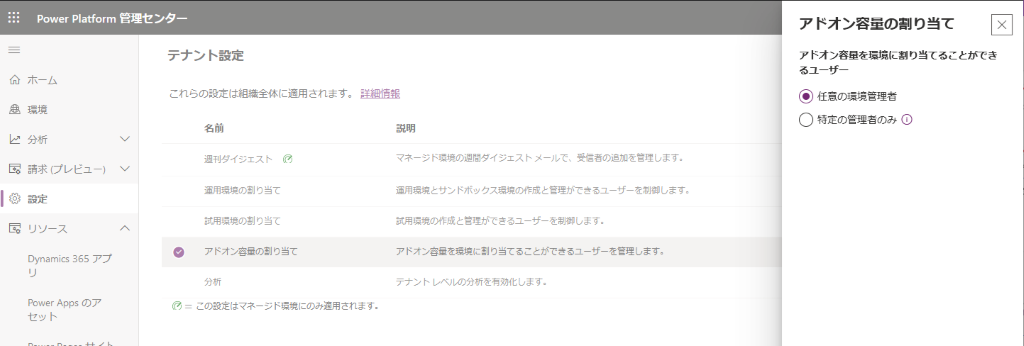 Power Platform 管理センター
ホーム
環境
分析
請求 (プレビュー)
設定
リソース
Dynamics 365 アプ
リ
Power Apps のア
セット
テナント設定
これらの設定は組織全体に適用されます。 詳細情報
名前 説明
週刊ダイジェスト マネージド環境の週間ダイジェスト メールで、受信者の追加を管理します。
運用環境の割り当て 運用環境とサンドボックス環境の作成と管理ができるユーザーを制御します。
試用環境の割り当て 試用環境の作成と管理ができるユーザーを制御します。
アドオン容量の割り当て アドオン容量を環境に割り当てることができるユーザーを管理します。
分析 テナント レベルの分析を有効化します。
= この設定はマネージド環境にのみ適用されます。
アドオン容量の割り当て
アドオン容量を環境に割り当てることができ
るユーザー
任意の環境管理者
特定の管理者のみ